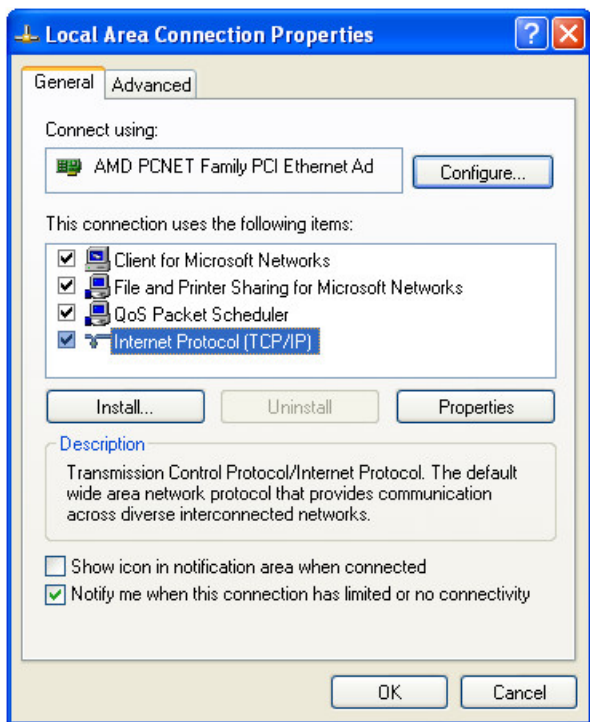 Local Area Connection Properties
General
Advanced
Connect using:
AMD PCNET Family PCI Ethernet Ad
Configure...
This connection uses the following items:
Client for Microsoft Networks
File and Printer Sharing for Microsoft Networks
QoS Packet Scheduler
Internet Protocol (TCP/IP)
Install...
Uninstall
Properties
Description
Transmission Control Protocol/Internet Protocol. The default
wide area network protocol that provides communication
across diverse interconnected networks.
Show icon in notification area when connected
Notify me when this connection has limited or no connectivity
OK
Cancel